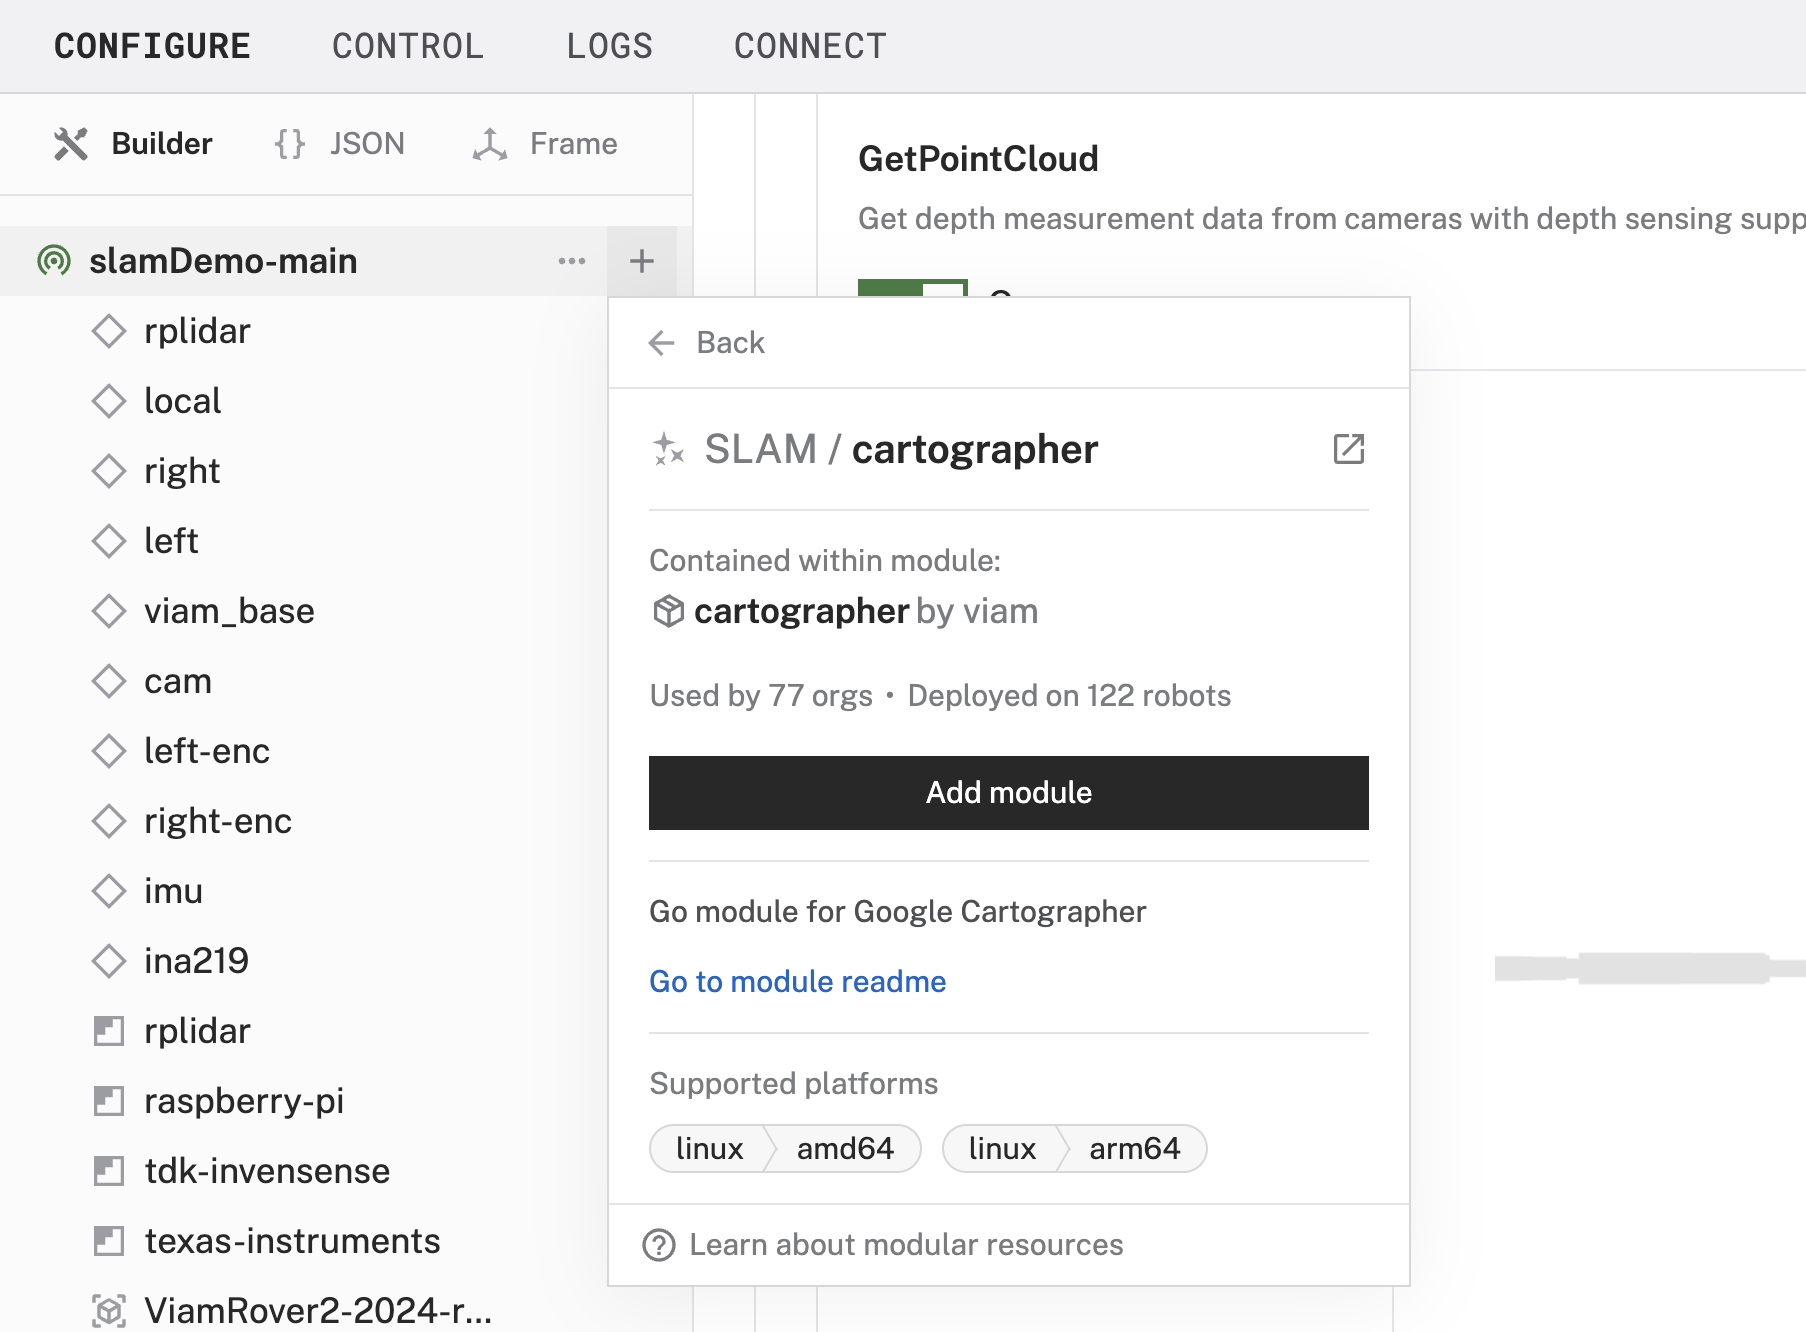 CONFIGURE CONTROL LOGS CONNECT
Builder {} JSON Frame
slamDemo-main ... +
rplidar
local
right
left
viam_base
cam
left-enc
right-enc
imu
ina219
rplidar
raspberry-pi
tdk-invensense
texas-instruments
ViamRover2-2024-r...
GetPointCloud
Get depth measurement data from cameras with depth sensing supp
Back
SLAM / cartographer
Contained within module:
cartographer by viam
Used by 77 orgs • Deployed on 122 robots
Add module
Go module for Google Cartographer
Go to module readme
Supported platforms
linux amd64 linux arm64
Learn about modular resources